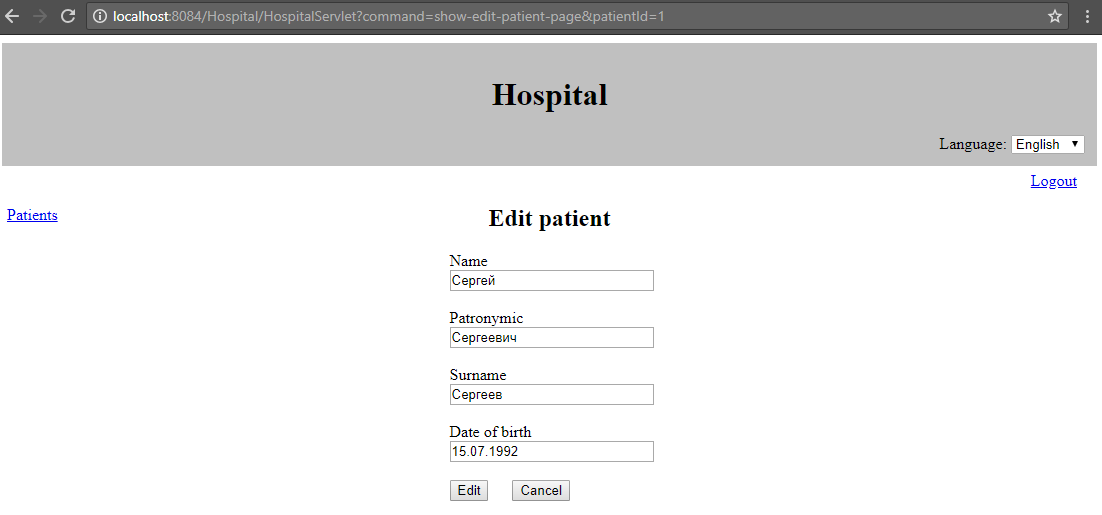 localhost:8084/Hospital/HospitalServlet?command=show-edit-patient-page&patientId=1
Hospital
Language: English
Logout
Patients
Edit patient
Name
Сергей
Patronymic
Сергеевич
Surname
Сергеев
Date of birth
15.07.1992
Edit Cancel